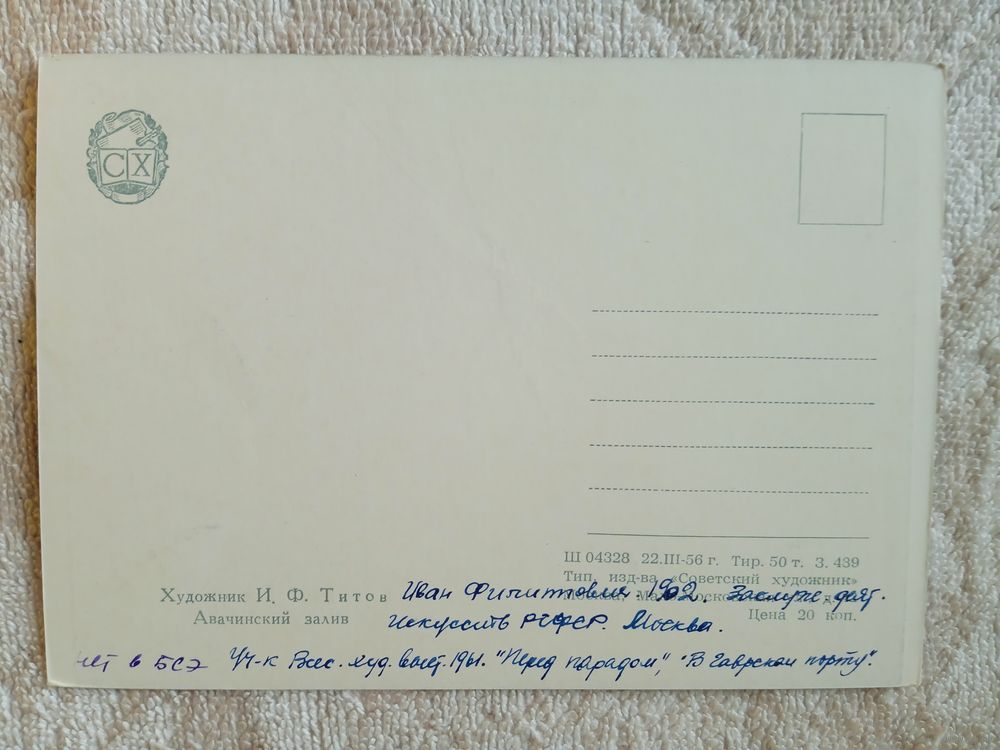 СХ
Ш 04328 22.III-56 г. Тир. 50 т. З. 439
Тип. изд-ва «Советский художник»
Москва,
Цена 20 коп.
Художник И. Ф. Титов
Авачинский залив
Иван Филиппович. Заслуж. деят.
искусств РСФСР. Москва.
нет в БСЭ Уч-к Всес. худ. выст. 1961. "Перед парадом", "В Гаврском порту".